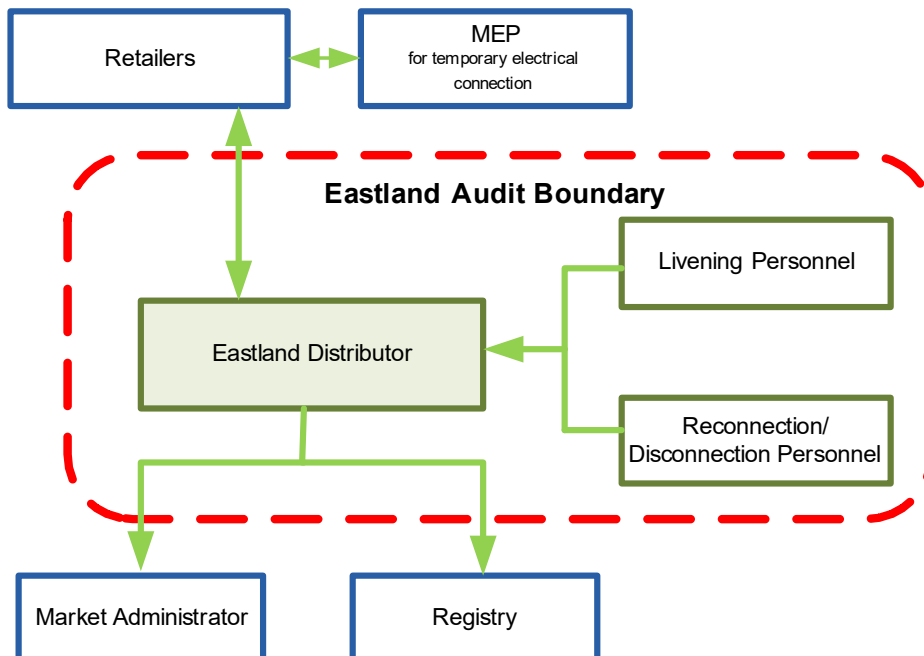 Retailers
MEP
for temporary electrical
connection
Eastland Audit Boundary
Livening Personnel
Eastland Distributor
Reconnection/
Disconnection Personnel
Market Administrator
Registry